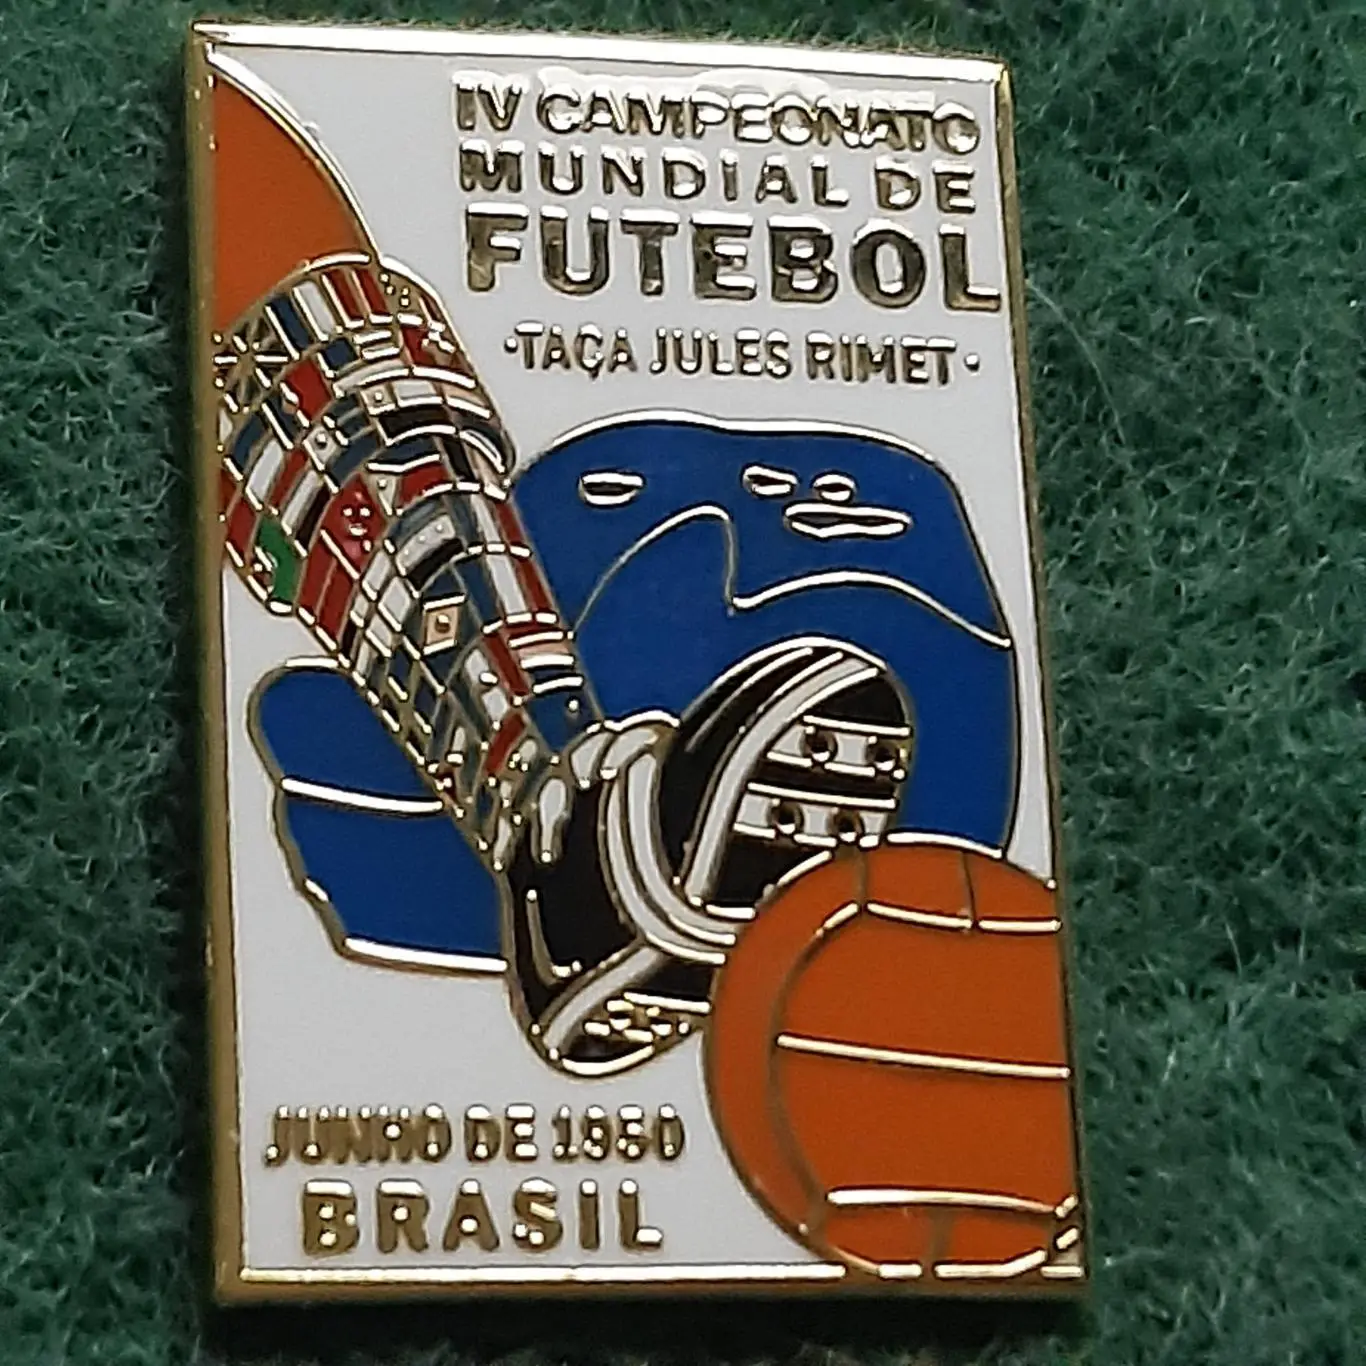 IV CAMPEONATO
MUNDIAL DE
FUTEBOL
·TAÇA JULES RIMET·
JUNHO DE 1950
BRASIL